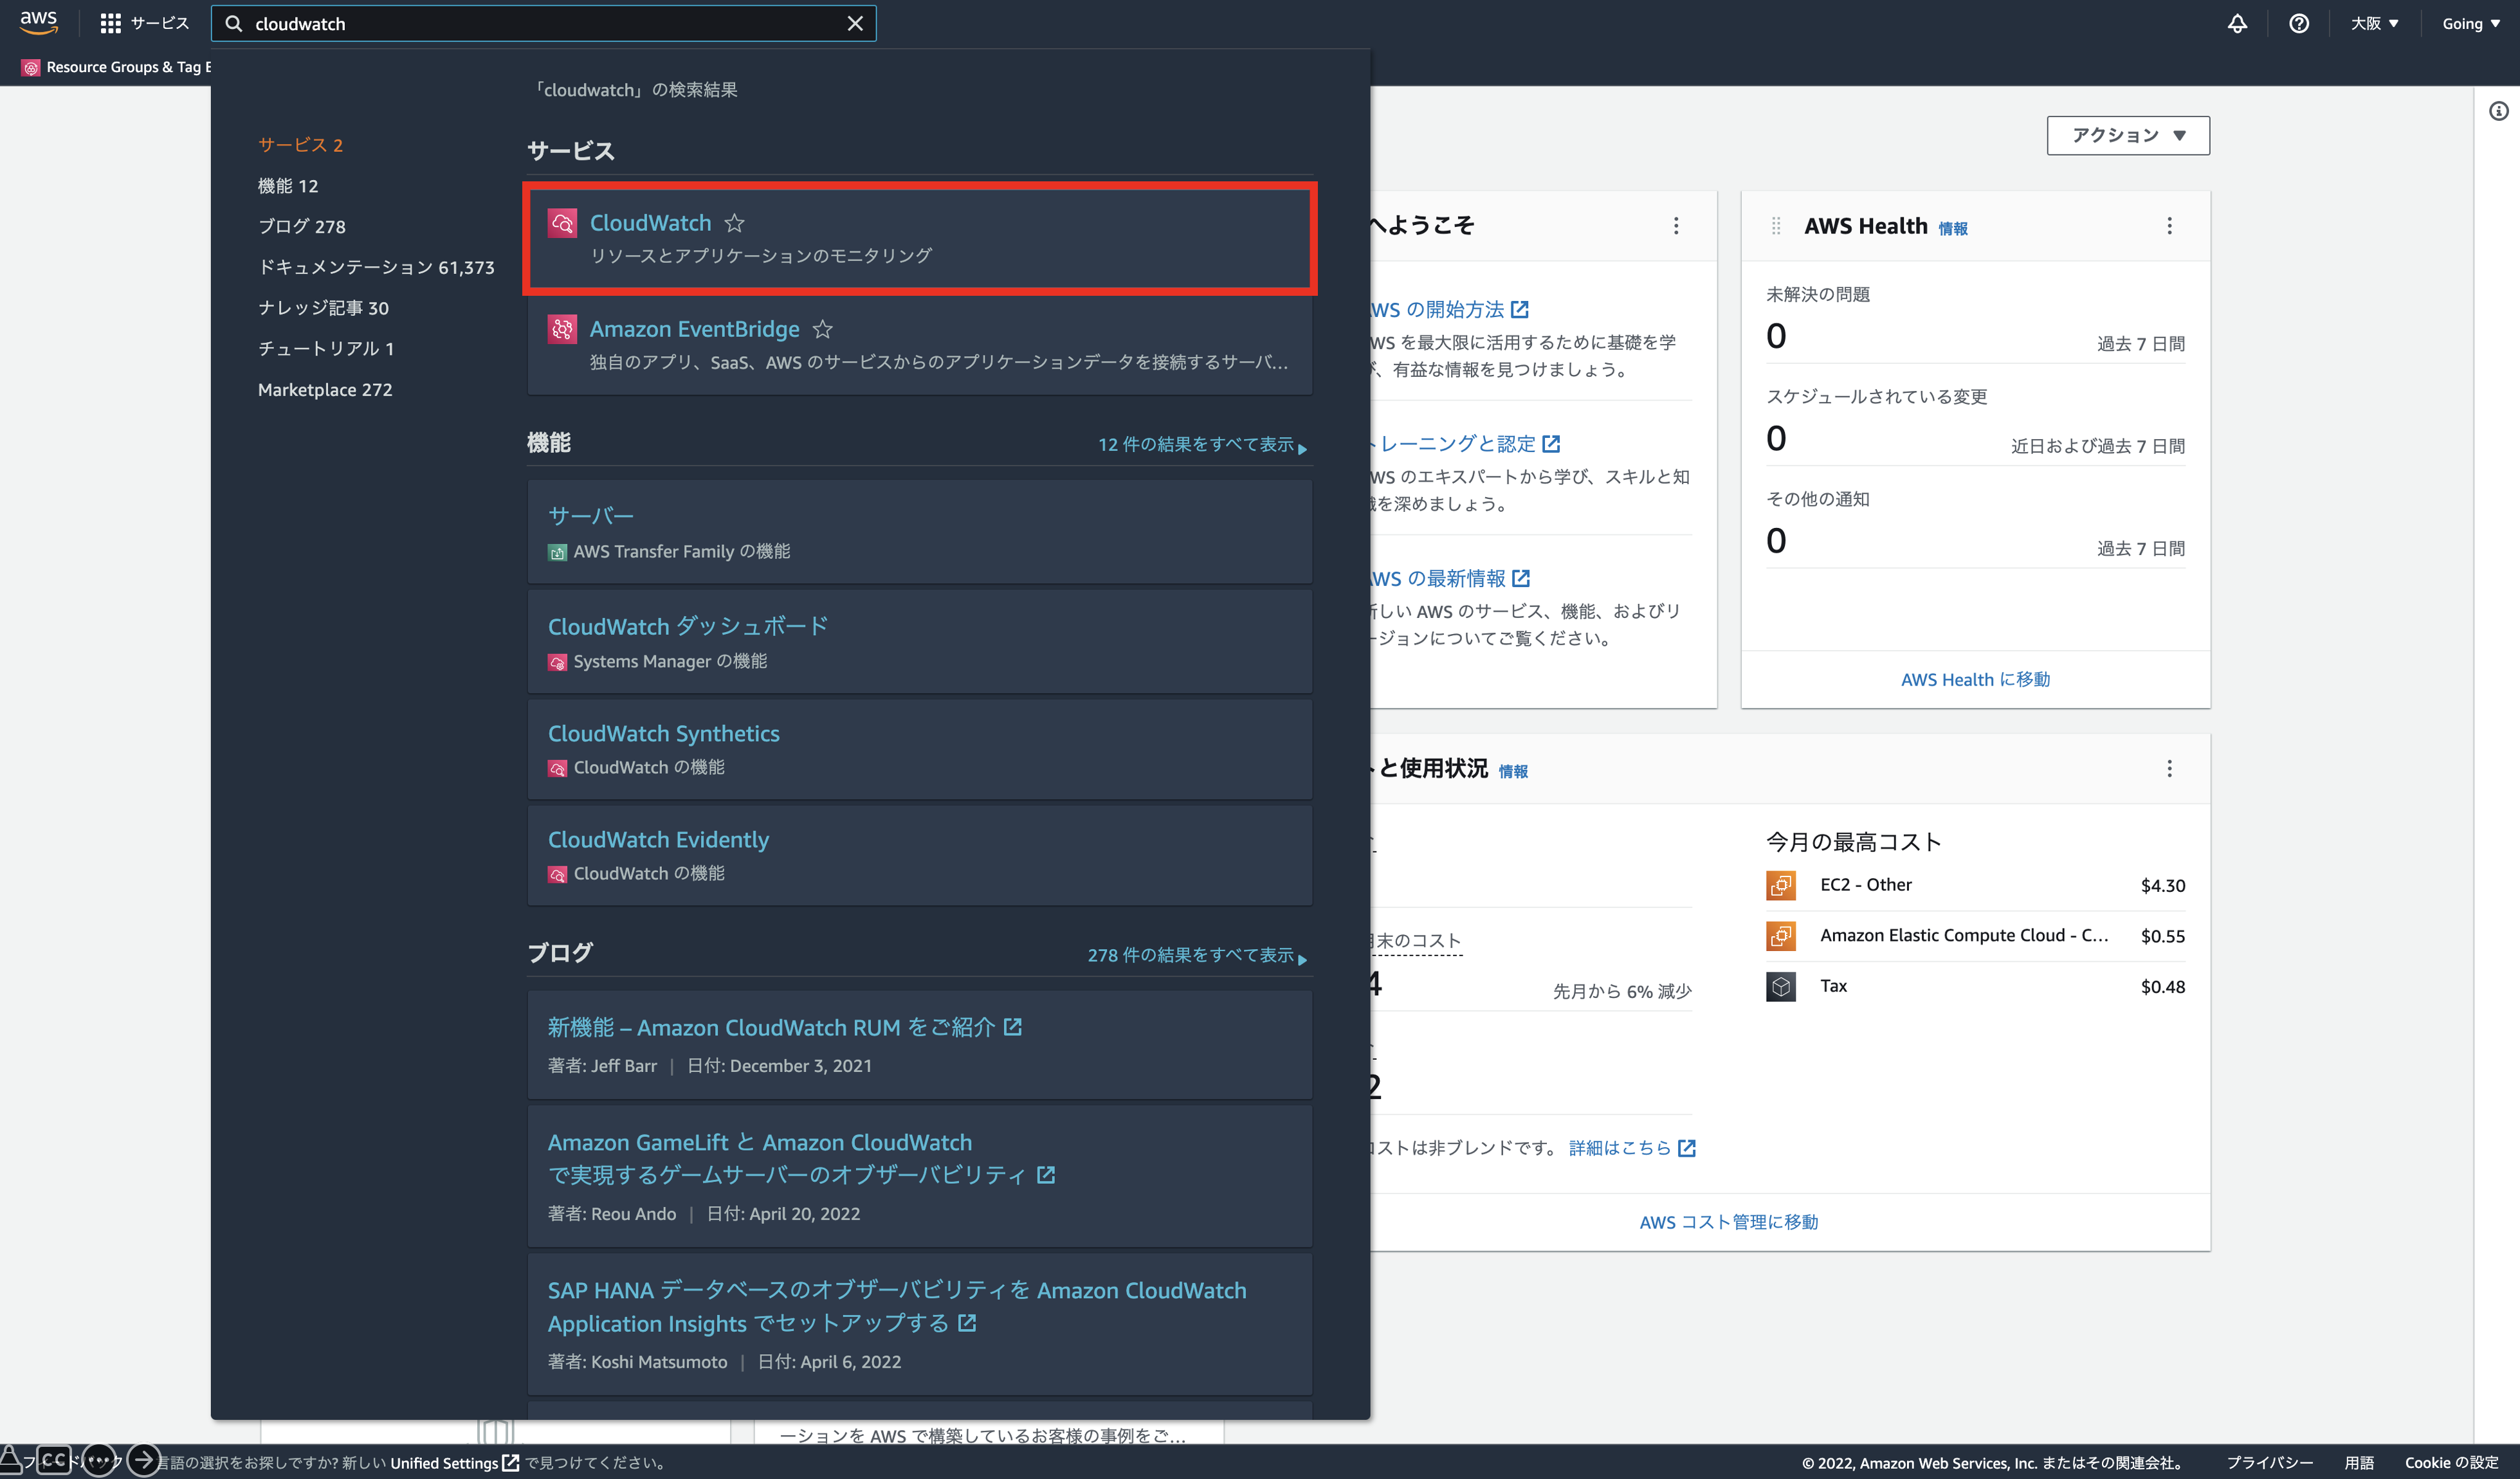 aws
サービス
cloudwatch
大阪
Going
Resource Groups & Tag E
「cloudwatch」の検索結果
サービス 2
機能 12
ブログ 278
ドキュメンテーション 61,373
ナレッジ記事 30
チュートリアル 1
Marketplace 272
サービス
CloudWatch
リソースとアプリケーションのモニタリング
Amazon EventBridge
独自のアプリ、SaaS、AWS のサービスからのアプリケーションデータを接続するサーバ...
機能
12 件の結果をすべて表示
サーバー
AWS Transfer Family の機能
CloudWatch ダッシュボード
Systems Manager の機能
CloudWatch Synthetics
CloudWatch の機能
CloudWatch Evidently
CloudWatch の機能
ブログ
278 件の結果をすべて表示
新機能 – Amazon CloudWatch RUM をご紹介
著者: Jeff Barr | 日付: December 3, 2021
Amazon GameLift と Amazon CloudWatch
で実現するゲームサーバーのオブザーバビリティ
著者: Reou Ando | 日付: April 20, 2022
SAP HANA データベースのオブザーバビリティを Amazon CloudWatch
Application Insights でセットアップする
著者: Koshi Matsumoto | 日付: April 6, 2022
アクション
へようこそ
WS の開始方法
WS を最大限に活用するために基礎を学
、有益な情報を見つけましょう。
トレーニングと認定
WS のエキスパートから学び、スキルと知
を深めましょう。
WS の最新情報
新しい AWS のサービス、機能、およびリ
ージョンについてご覧ください。
AWS Health 情報
未解決の問題
0
過去 7 日間
スケジュールされている変更
0
近日および過去 7 日間
その他の通知
0
過去 7 日間
AWS Health に移動
と使用状況 情報
月末のコスト
4
先月から 6% 減少
2
コストは非ブレンドです。 詳細はこちら
今月の最高コスト
EC2 - Other $4.30
Amazon Elastic Compute Cloud - C... $0.55
Tax $0.48
AWS コスト管理に移動
ーションを AWS で構築しているお客様の事例をご...
CC
言語の選択をお探しですか? 新しい Unified Settings で見つけてください。
© 2022, Amazon Web Services, Inc. またはその関連会社。
プライバシー
用語
Cookie の設定